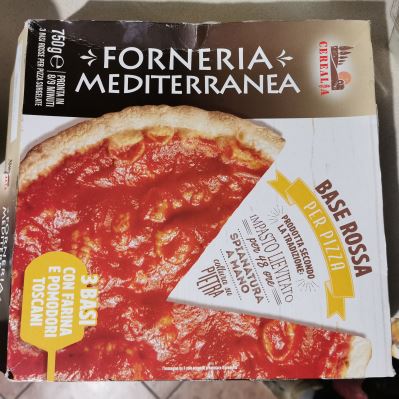 FORNERIA
MEDITERRANEA
CEREALIA
750g e
PRONTA IN
8/9 MINUTI
3 BASI ROSSE PER PIZZA SURGELATE
BASE ROSSA
PER PIZZA
PRODOTTA SECONDO
LA TRADIZIONE:
IMPASTO LIEVITATO
per 48 ore
SPIANATURA
A MANO
cottura su
PIETRA
3 BASI
CON FARINA
E POMODORI
TOSCANI